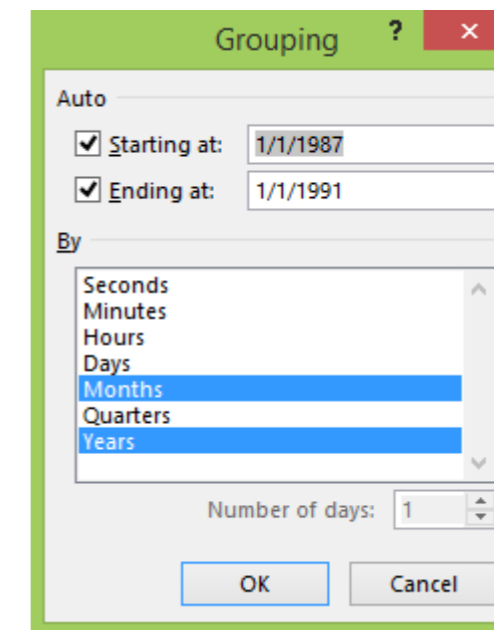 Grouping ? ×
Auto
Starting at: 1/1/1987
Ending at: 1/1/1991
By
Seconds
Minutes
Hours
Days
Months
Quarters
Years
Number of days: 1
OK Cancel